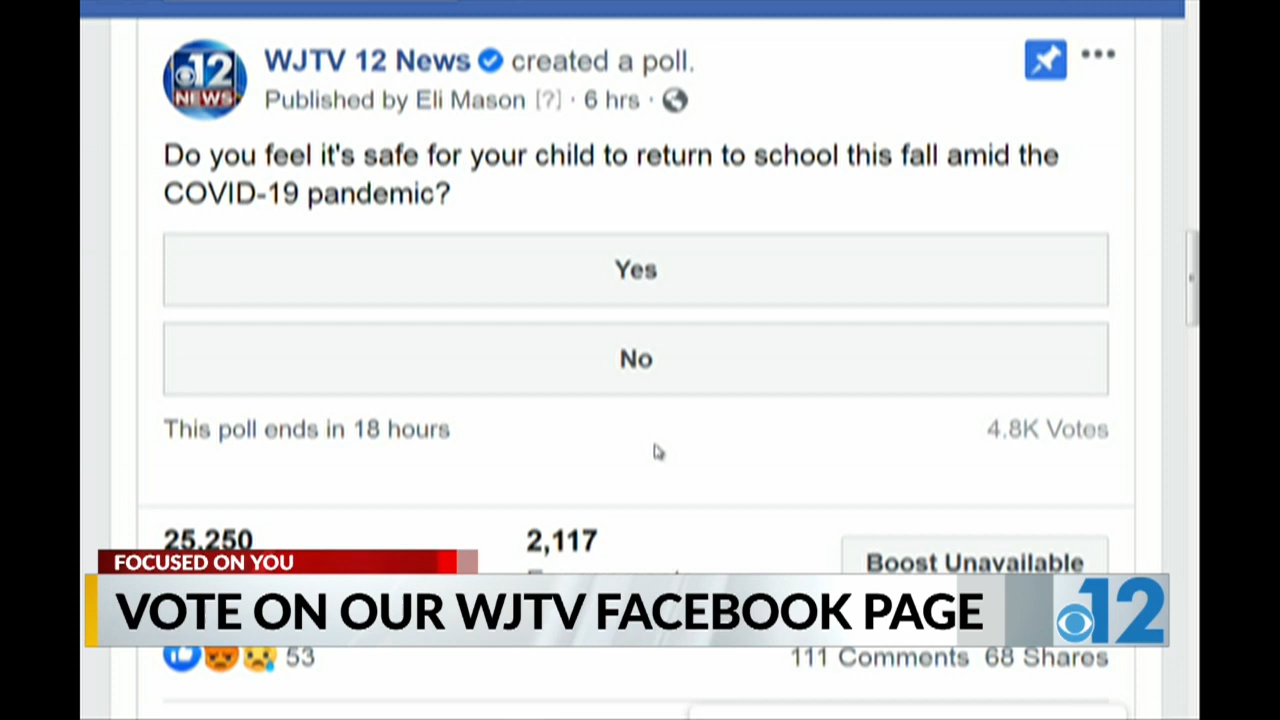 12
NEWS
WJTV 12 News created a poll.
Published by Eli Mason [?] · 6 hrs ·
Do you feel it's safe for your child to return to school this fall amid the
COVID-19 pandemic?
Yes
No
This poll ends in 18 hours 4.8K Votes
25,250 2,117
Boost Unavailable
FOCUSED ON YOU
VOTE ON OUR WJTV FACEBOOK PAGE
12
53 111 Comments 68 Shares